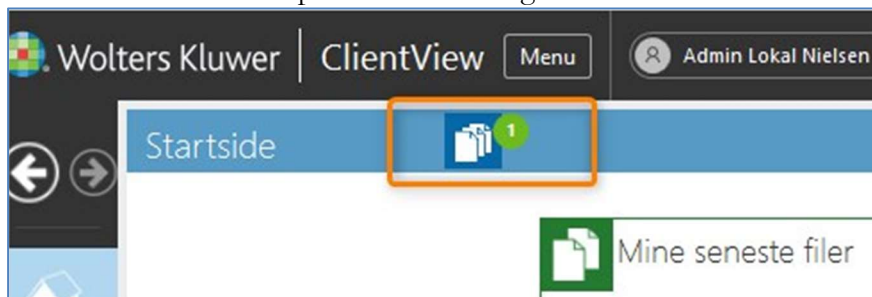 Wolters Kluwer ClientView Menu Admin Lokal Nielsen
Startside 1
Mine seneste filer